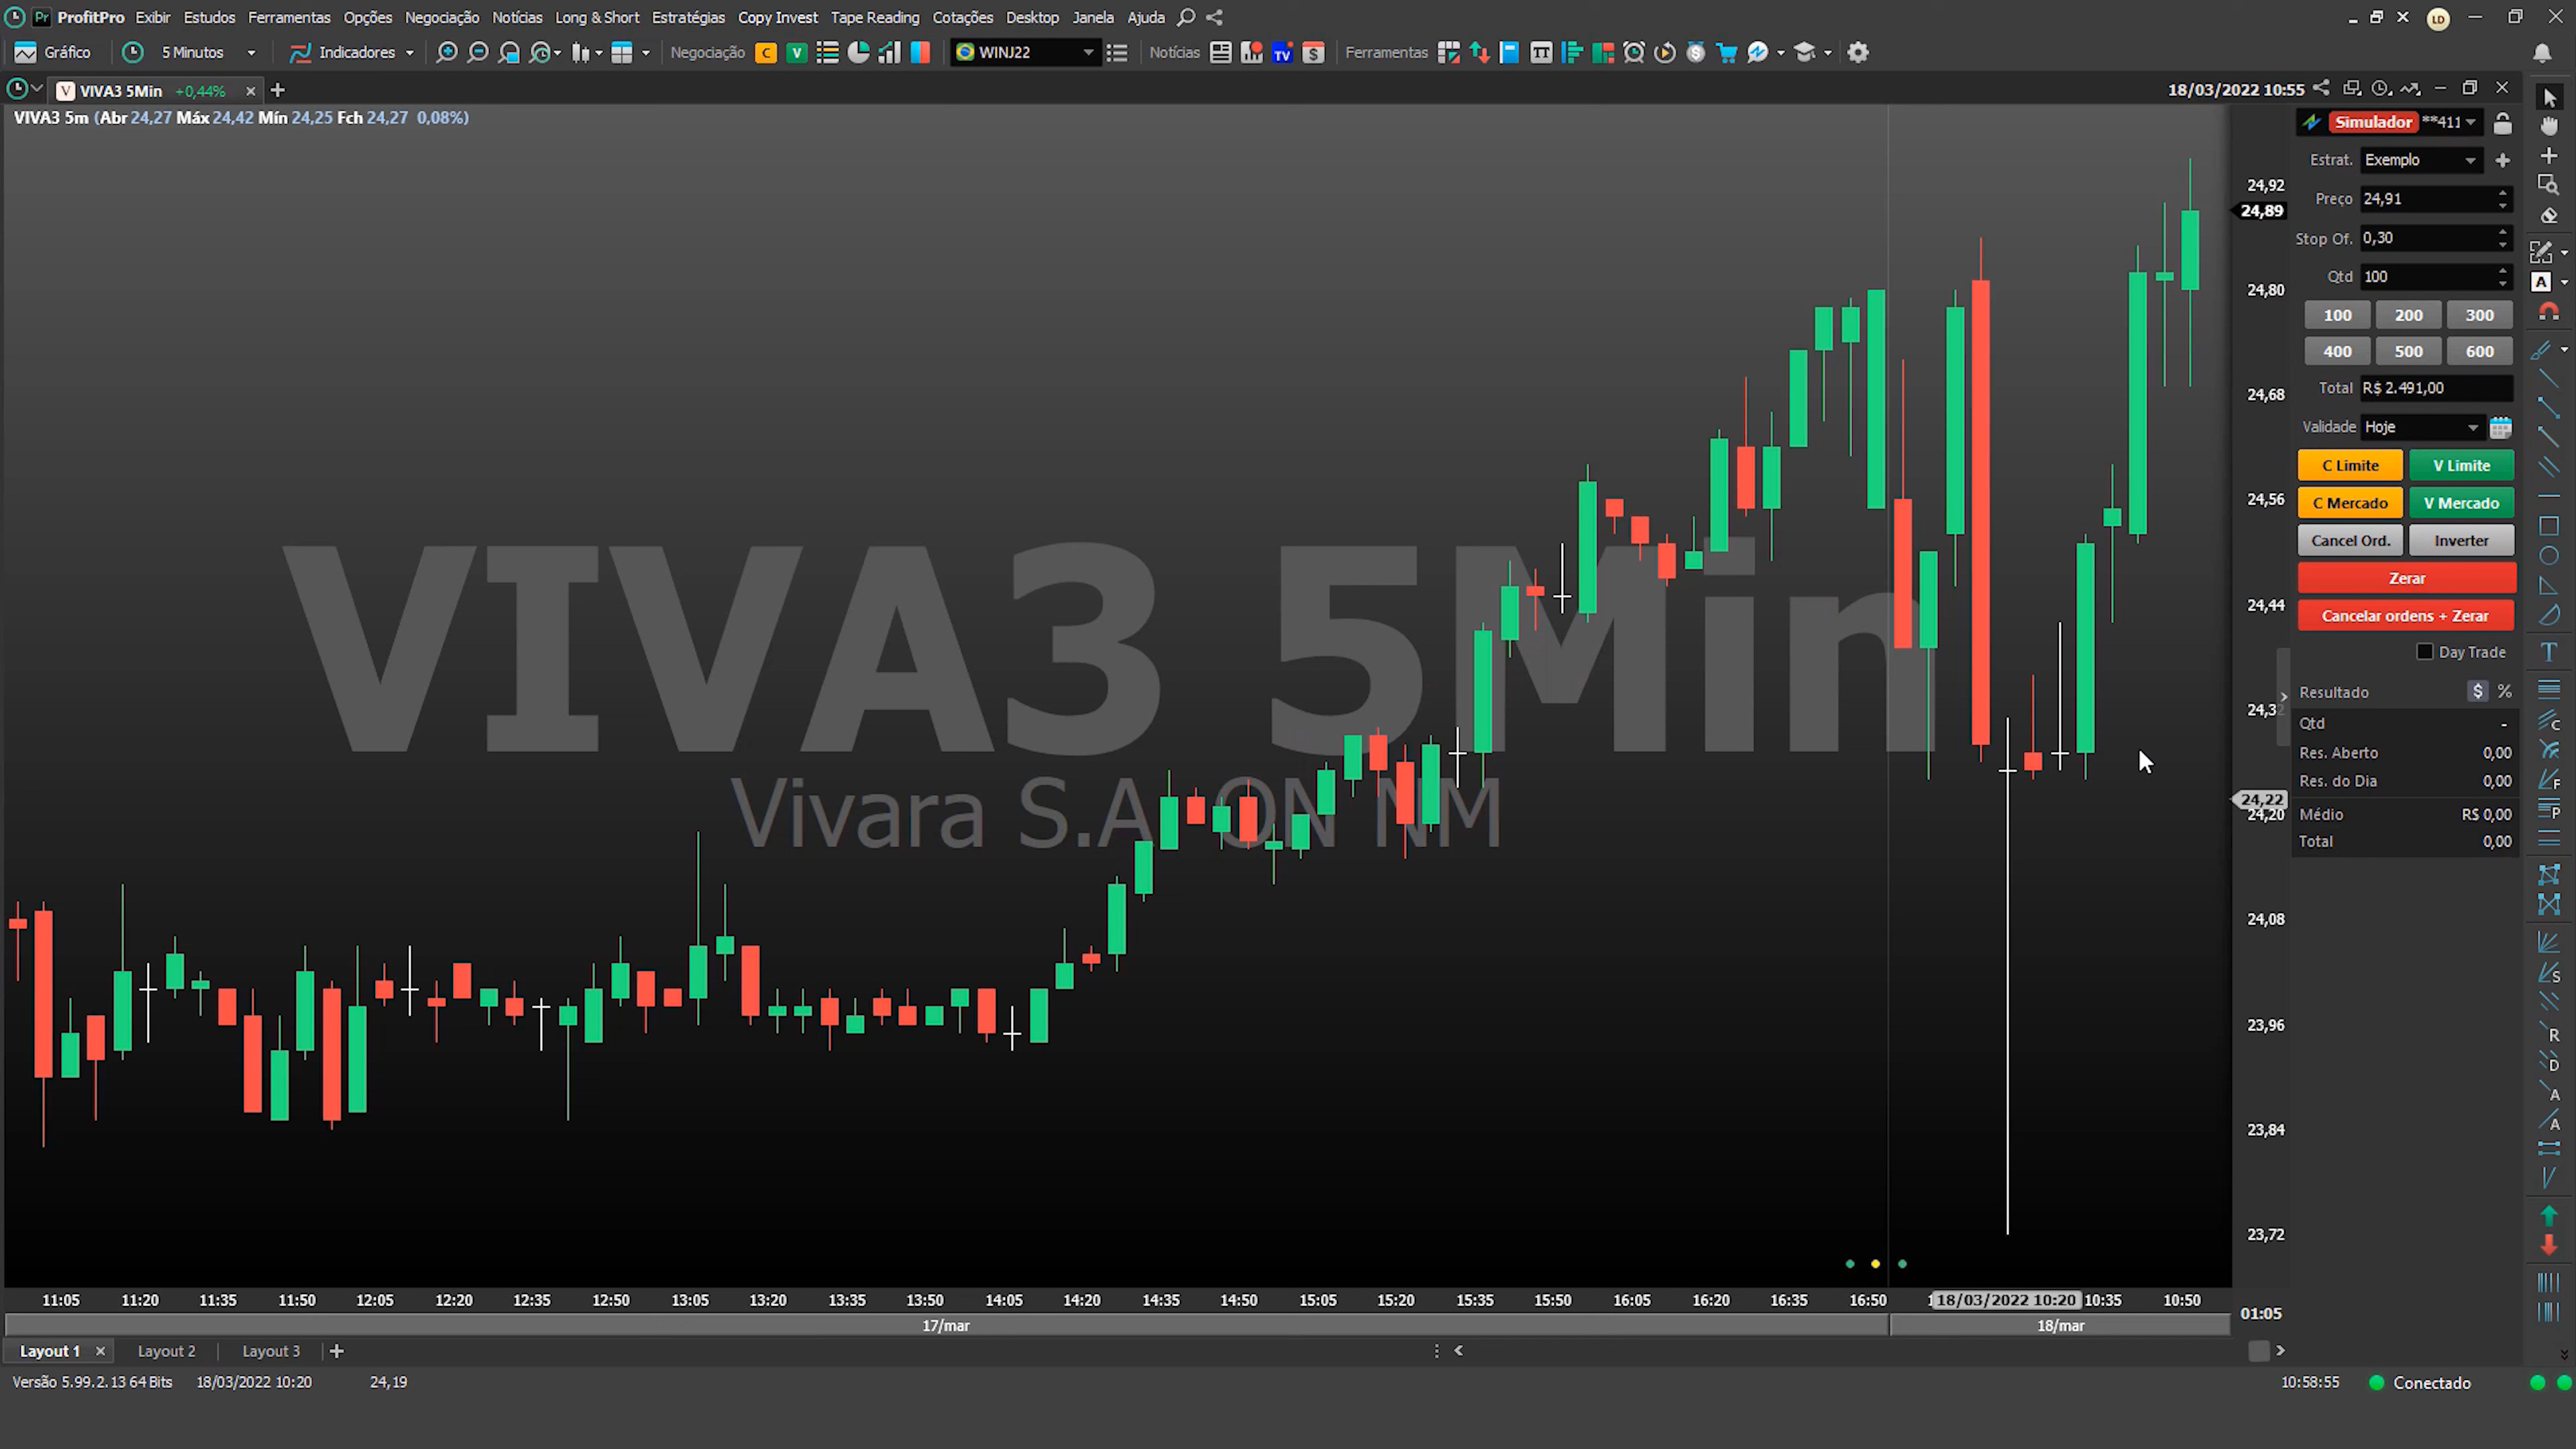 ProfitPro Exibir Estudos Ferramentas Opções Negociação Notícias Long & Short Estratégias Copy Invest Tape Reading Cotações Desktop Janela Ajuda LD
Gráfico 5 Minutos Indicadores Negociação C V WINJ22 Notícias TV Ferramentas TT
V VIVA3 5Min +0,44% 18/03/2022 10:55
VIVA3 5m (Abr 24,27 Máx 24,42 Mín 24,25 Fch 24,27 0,08%)
VIVA3 5Min
Vivara S.A. ON NM
24,92
24,89
24,80
24,68
24,56
24,44
24,22
24,20
24,08
23,96
23,84
23,72
Simulador **411
Estrat. Exemplo
Preço 24,91
Stop Of. 0,30
Qtd 100
100 200 300
400 500 600
Total R$ 2.491,00
Validade Hoje
C Limite V Limite
C Mercado V Mercado
Cancel Ord. Inverter
Zerar
Cancelar ordens + Zerar
Day Trade
Resultado $ %
Qtd -
Res. Aberto 0,00
Res. do Dia 0,00
Médio R$ 0,00
Total 0,00
A
T
C
F
P
S
R
D
A
A
11:05 11:20 11:35 11:50 12:05 12:20 12:35 12:50 13:05 13:20 13:35 13:50 14:05 14:20 14:35 14:50 15:05 15:20 15:35 15:50 16:05 16:20 16:35 16:50 18/03/2022 10:20 10:35 10:50 01:05
17/mar 18/mar
Layout 1 Layout 2 Layout 3
Versão 5.99.2.13 64 Bits 18/03/2022 10:20 24,19 10:58:55 Conectado